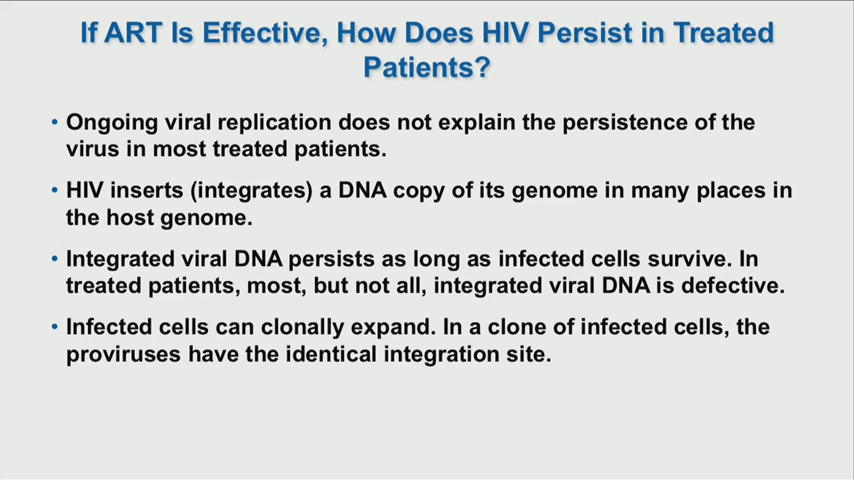 If ART Is Effective, How Does HIV Persist in Treated
Patients?
• Ongoing viral replication does not explain the persistence of the
virus in most treated patients.
• HIV inserts (integrates) a DNA copy of its genome in many places in
the host genome.
• Integrated viral DNA persists as long as infected cells survive. In
treated patients, most, but not all, integrated viral DNA is defective.
• Infected cells can clonally expand. In a clone of infected cells, the
proviruses have the identical integration site.